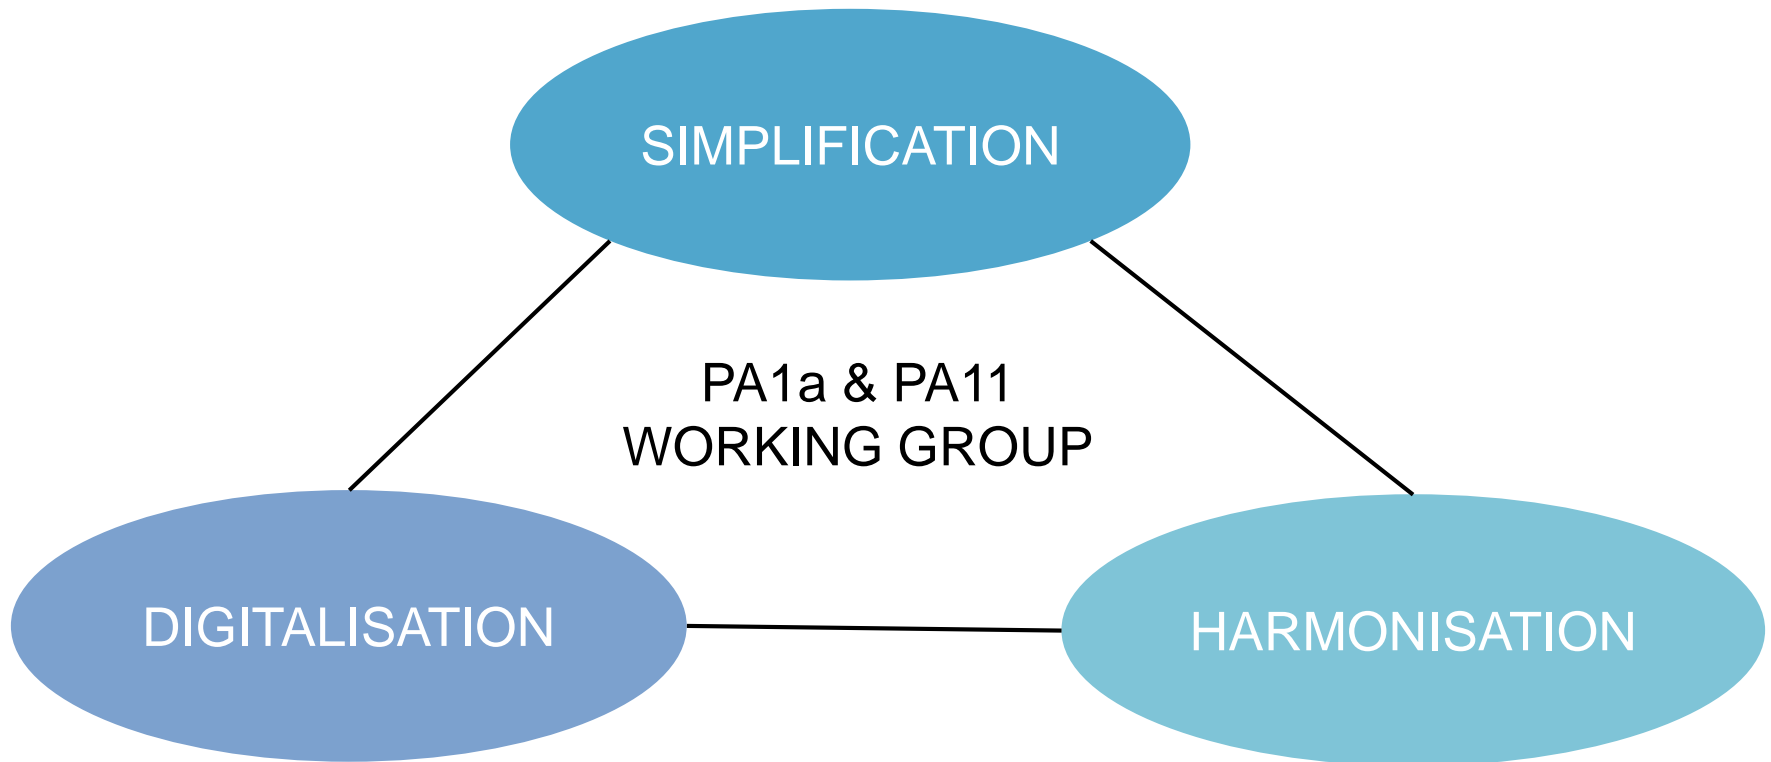 SIMPLIFICATION
PA1a & PA11
WORKING GROUP
DIGITALISATION
HARMONISATION